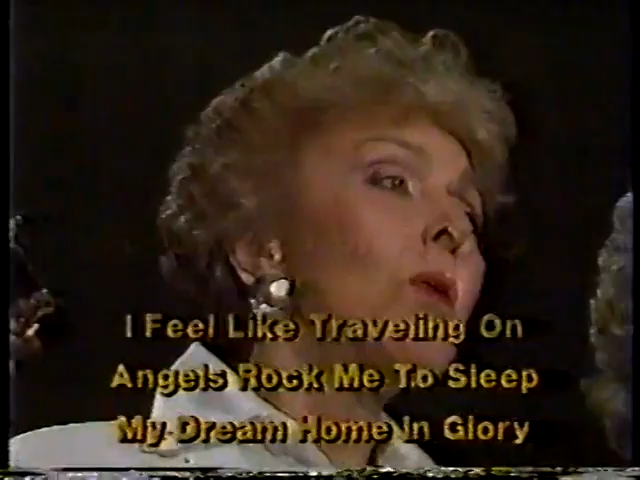 I Feel Like Traveling On
Angels Rock Me To Sleep
My Dream Home In Glory